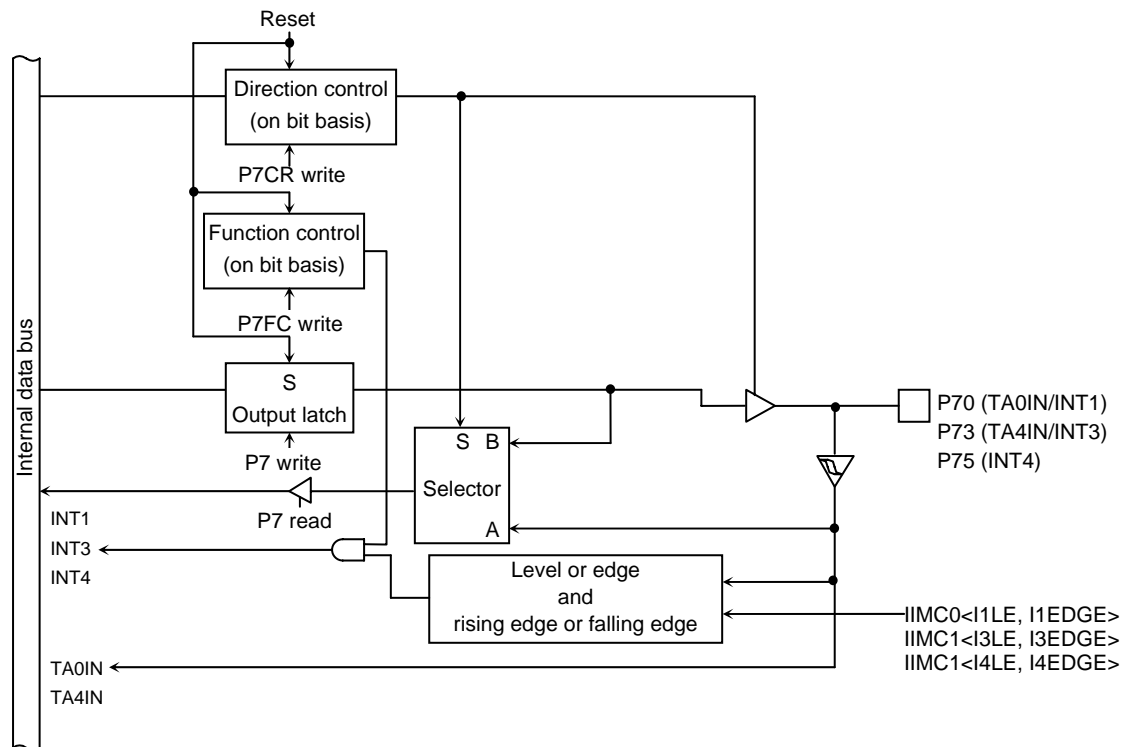 Reset
Direction control
(on bit basis)
P7CR write
Function control
(on bit basis)
P7FC write
Internal data bus
S
Output latch
P7 write
S B
Selector
A
P7 read
P70 (TA0IN/INT1)
P73 (TA4IN/INT3)
P75 (INT4)
INT1
INT3
INT4
Level or edge
and
rising edge or falling edge
IIMC0<I1LE, I1EDGE>
IIMC1<I3LE, I3EDGE>
IIMC1<I4LE, I4EDGE>
TA0IN
TA4IN